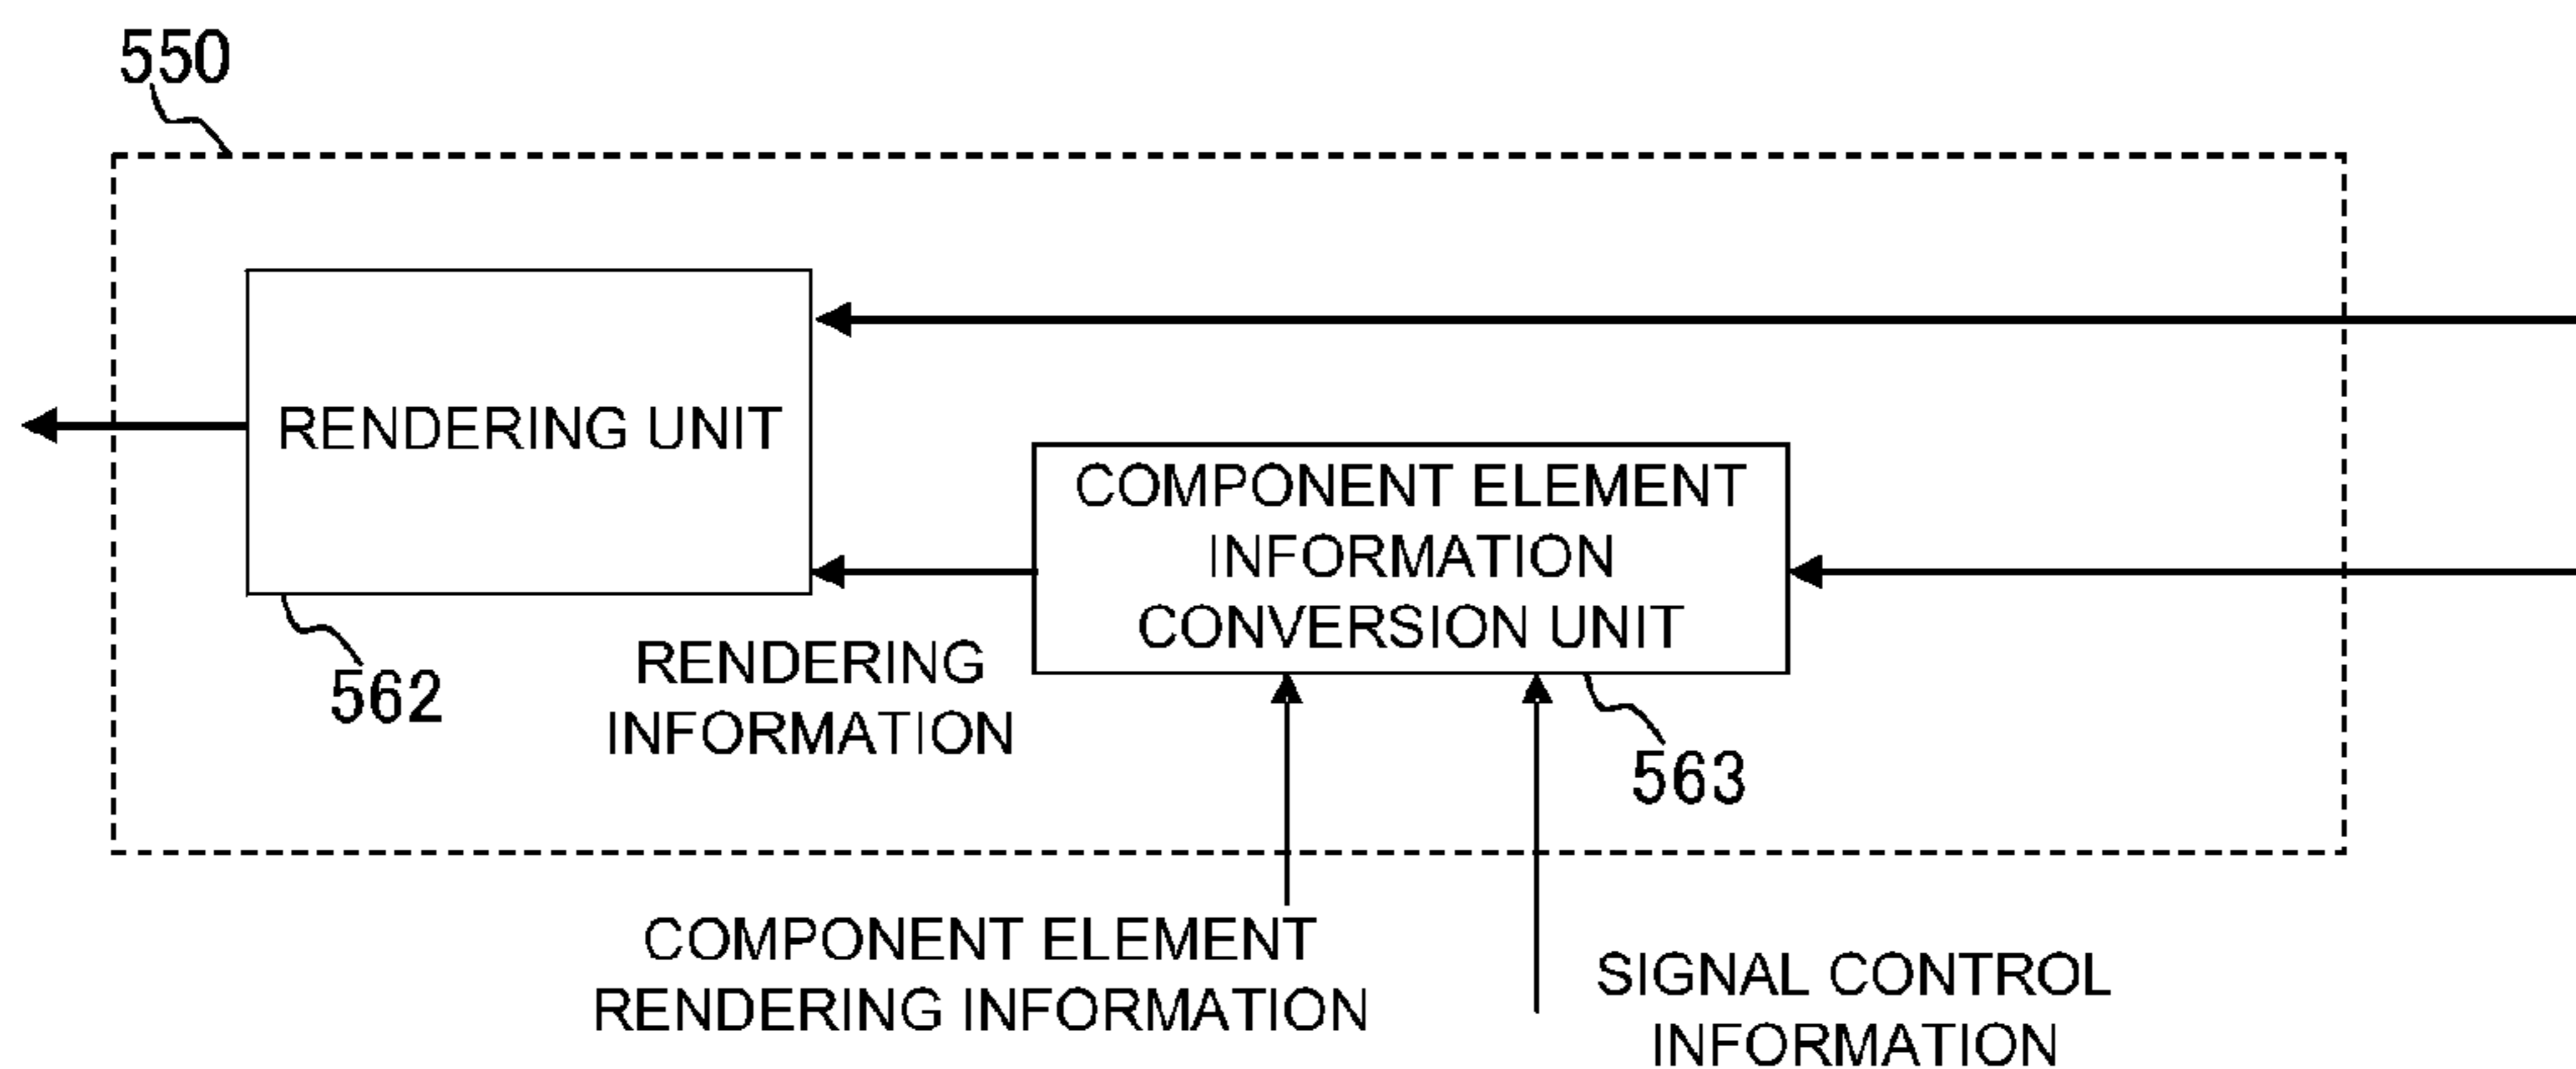 550
RENDERING UNIT
COMPONENT ELEMENT
INFORMATION
CONVERSION UNIT
562
RENDERING
INFORMATION
563
COMPONENT ELEMENT
RENDERING INFORMATION
SIGNAL CONTROL
INFORMATION